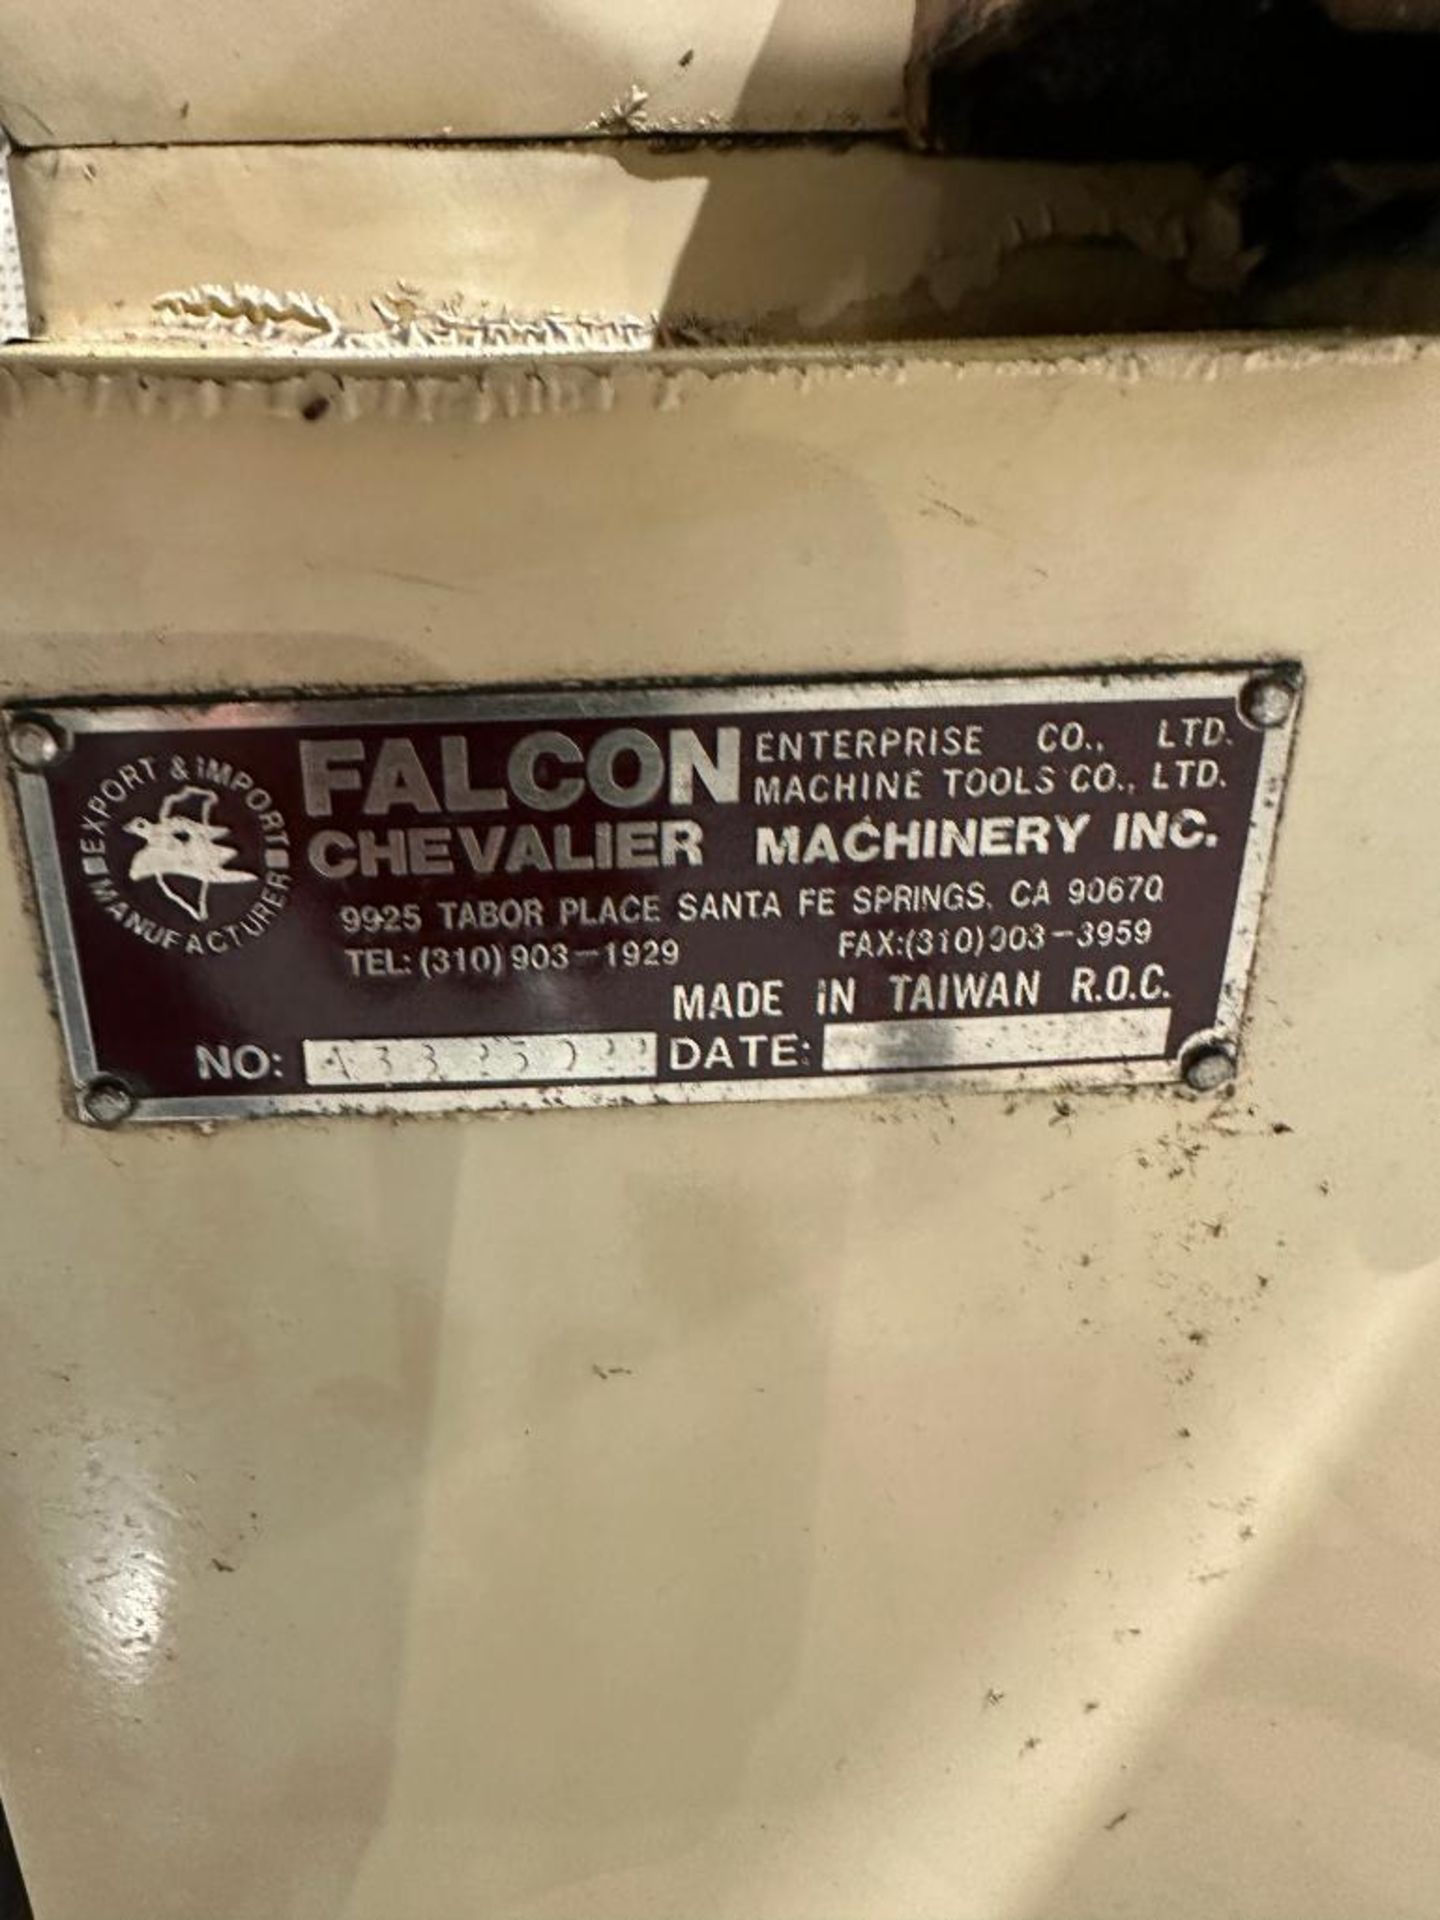 EXPORT & IMPORT
MANUFACTURER
FALCON
ENTERPRISE CO., LTD.
MACHINE TOOLS CO., LTD.
CHEVALIER MACHINERY INC.
9925 TABOR PLACE SANTA FE SPRINGS, CA 90670
TEL: (310) 903-1929 FAX:(310)903-3959
MADE IN TAIWAN R.O.C.
NO: DATE: